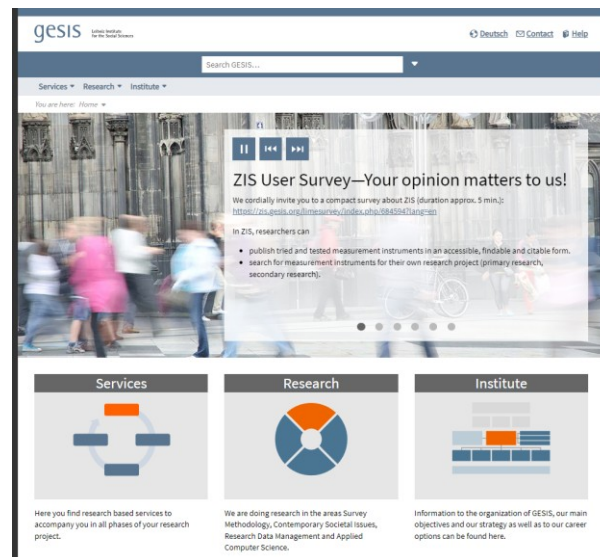 gesis Leibniz Institute
for the Social Sciences
Deutsch Contact Help
Search GESIS...
Services Research Institute
You are here: Home
ZIS User Survey—Your opinion matters to us!
We cordially invite you to a compact survey about ZIS (duration approx. 5 min.):
https://zis.gesis.org/limesurvey/index.php/684594?lang=en
In ZIS, researchers can
• publish tried and tested measurement instruments in an accessible, findable and citable form.
• search for measurement instruments for their own research project (primary research,
secondary research).
Services
Here you find research based services to
accompany you in all phases of your research
project.
Research
We are doing research in the areas Survey
Methodology, Contemporary Societal Issues,
Research Data Management and Applied
Computer Science.
Institute
Information to the organization of GESIS, our main
objectives and our strategy as well as to our career
options can be found here.